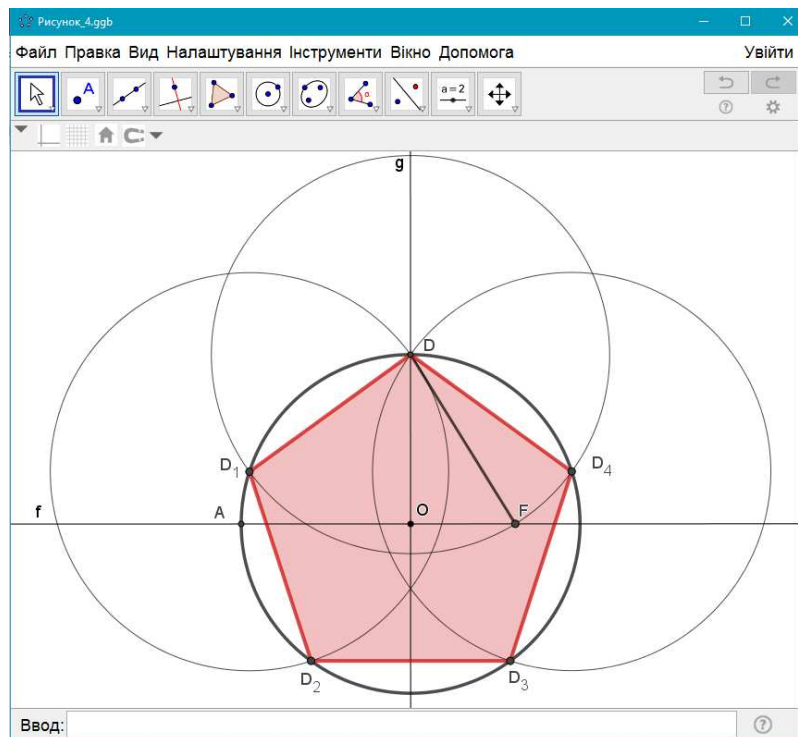 Рисунок_4.ggb
Файл Правка Вид Налаштування Інструменти Вікно Допомога Увійти
A α a = 2
g
D
D1 D4
f A O F
D2 D3
Ввод: